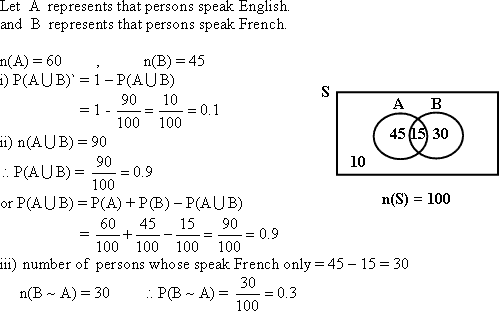 Let A represents that persons speak English.
and B represents that persons speak French.
n(A) = 60 , n(B) = 45
i) P(A⋃B)` = 1 – P(A⋃B)
= 1 - 90/100 = 10/100 = 0.1
ii) n(A⋃B) = 90
∴ P(A⋃B) = 90/100 = 0.9
or P(A⋃B) = P(A) + P(B) – P(A⋃B)
= 60/100 + 45/100 – 15/100 = 90/100 = 0.9
iii) number of persons whose speak French only = 45 – 15 = 30
n(B ~ A) = 30 ∴ P(B ~ A) = 30/100 = 0.3
S
A B
45 15 30
10
n(S) = 100